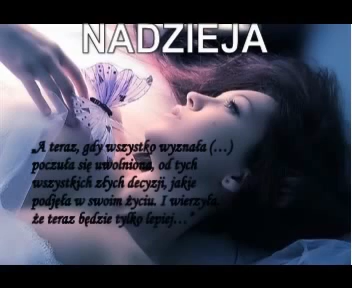 NADZIEJA
„A teraz, gdy wszystko wyznała (...)
poczuła się uwolniona, od tych
wszystkich złych decyzji, jakie
podjęła w swoim życiu. I wierzyła
że teraz będzie tylko lepiej..."